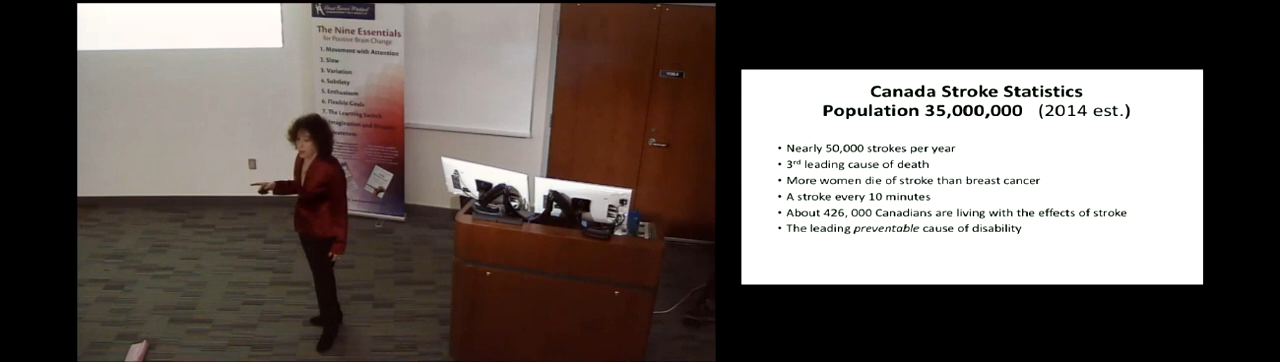 The Nine Essentials
for Positive Brain Change
1. Movement with Attention
2. Slow
3. Variation
4. Subtlety
5. Enthusiasm
6. Flexible Goals
7. The Learning Switch
Imagination and
Canada Stroke Statistics
Population 35,000,000 (2014 est.)
• Nearly 50,000 strokes per year
• 3rd leading cause of death
• More women die of stroke than breast cancer
• A stroke every 10 minutes
• About 426, 000 Canadians are living with the effects of stroke
• The leading preventable cause of disability